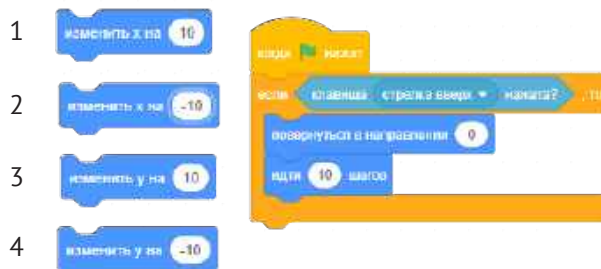 1 изменить x на 10
2 изменить x на -10
3 изменить y на 10
4 изменить y на -10
когда нажат
если клавиша стрелка вверх нажата? , то
повернуться в направлении 0
идти 10 шагов